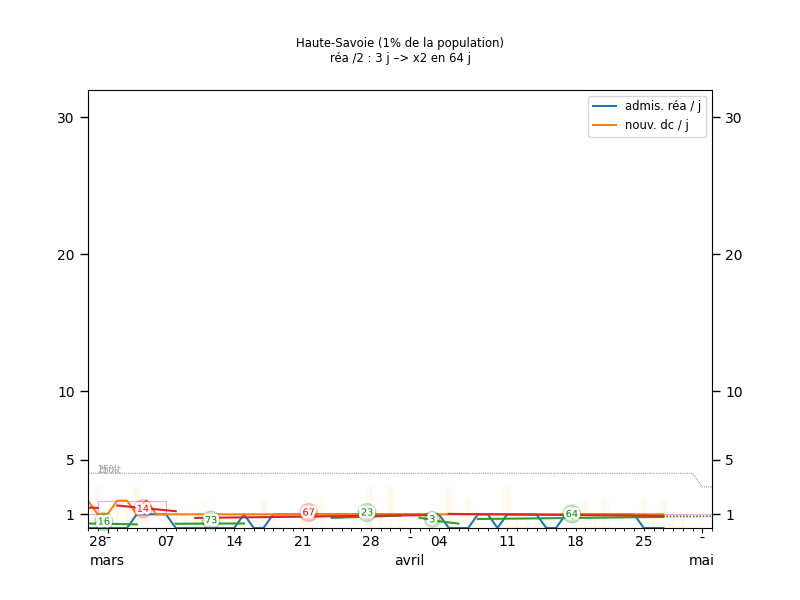 Haute-Savoie (1% de la population)
réa /2 : 3 j –> x2 en 64 j
admis. réa / j
nouv. dc / j
30 30
20 20
10 10
5 5
1 1
16 14 73 67 23 3 64
28 07 14 21 28 - 04 11 18 25 -
mars avril mai